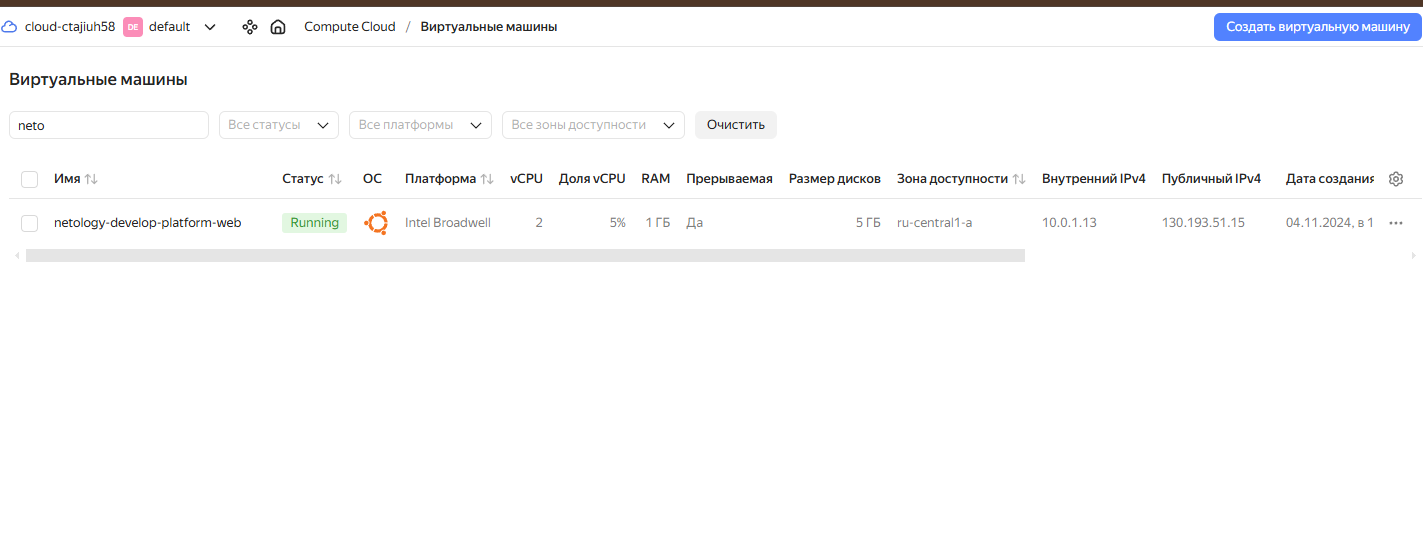 cloud-ctajiuh58 DE default Compute Cloud / Виртуальные машины Создать виртуальную машину
Виртуальные машины
neto Все статусы Все платформы Все зоны доступности Очистить
Имя Статус ОС Платформа vCPU Доля vCPU RAM Прерываемая Размер дисков Зона доступности Внутренний IPv4 Публичный IPv4 Дата создания
netology-develop-platform-web Running Intel Broadwell 2 5% 1 ГБ Да 5 ГБ ru-central1-a 10.0.1.13 130.193.51.15 04.11.2024, в 1